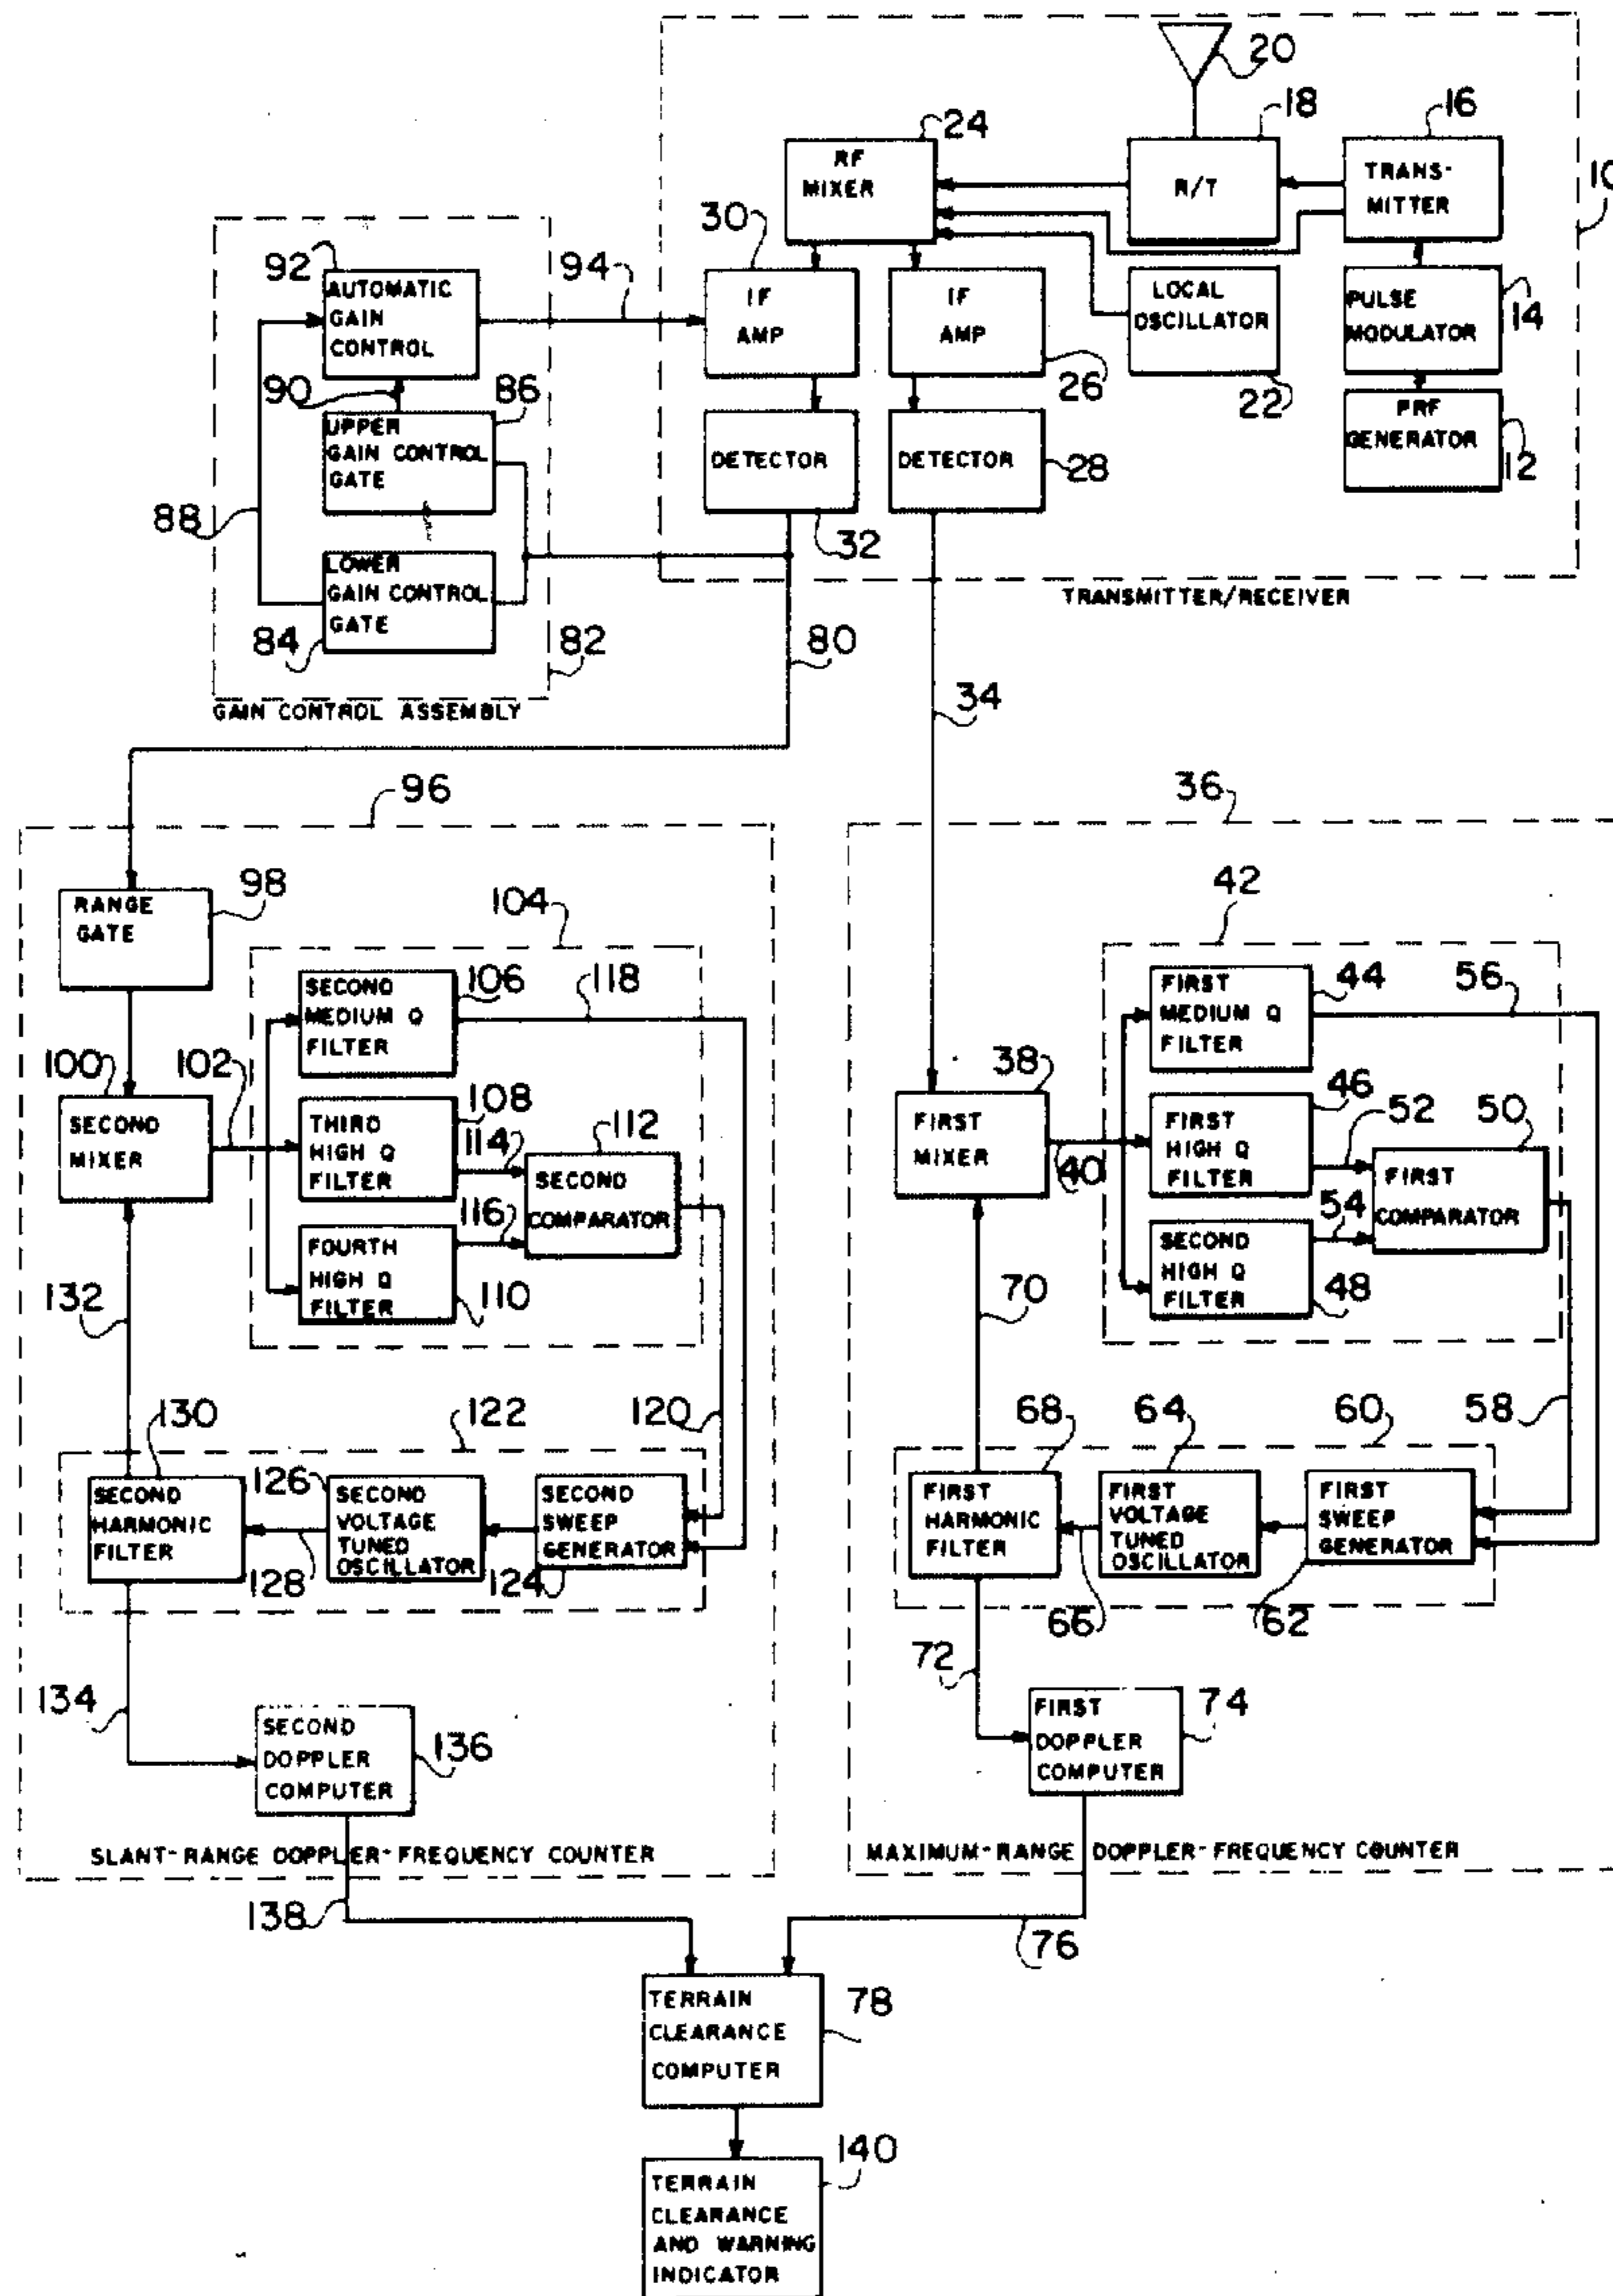 20
24
18
16
RF
MIXER
R/T
TRANS-
MITTER
10
30
92
94
AUTOMATIC
GAIN
CONTROL
IF
AMP
IF
AMP
LOCAL
OSCILLATOR
PULSE
MODULATOR
14
90
86
26
22
PRF
GENERATOR
12
UPPER
GAIN CONTROL
GATE
DETECTOR
DETECTOR
28
88
32
LOWER
GAIN CONTROL
GATE
TRANSMITTER/RECEIVER
84
82
80
34
GAIN CONTROL ASSEMBLY
96
36
RANGE
GATE
98
104
42
SECOND
MEDIUM Q
FILTER
106
118
FIRST
MEDIUM Q
FILTER
44
56
100
102
SECOND
MIXER
THIRD
HIGH Q
FILTER
108
114
112
38
FIRST
MIXER
40
FIRST
HIGH Q
FILTER
46
52
50
SECOND
COMPARATOR
FIRST
COMPARATOR
116
54
FOURTH
HIGH Q
FILTER
110
SECOND
HIGH Q
FILTER
48
132
70
130
122
120
68
64
60
58
126
SECOND
HARMONIC
FILTER
SECOND
VOLTAGE
TUNED
OSCILLATOR
SECOND
SWEEP
GENERATOR
FIRST
HARMONIC
FILTER
FIRST
VOLTAGE
TUNED
OSCILLATOR
FIRST
SWEEP
GENERATOR
128
124
66
62
72
134
SECOND
DOPPLER
COMPUTER
136
FIRST
DOPPLER
COMPUTER
74
SLANT-RANGE DOPPLER-FREQUENCY COUNTER
MAXIMUM-RANGE DOPPLER-FREQUENCY COUNTER
138
76
TERRAIN
CLEARANCE
COMPUTER
78
140
TERRAIN
CLEARANCE
AND WARNING
INDICATOR